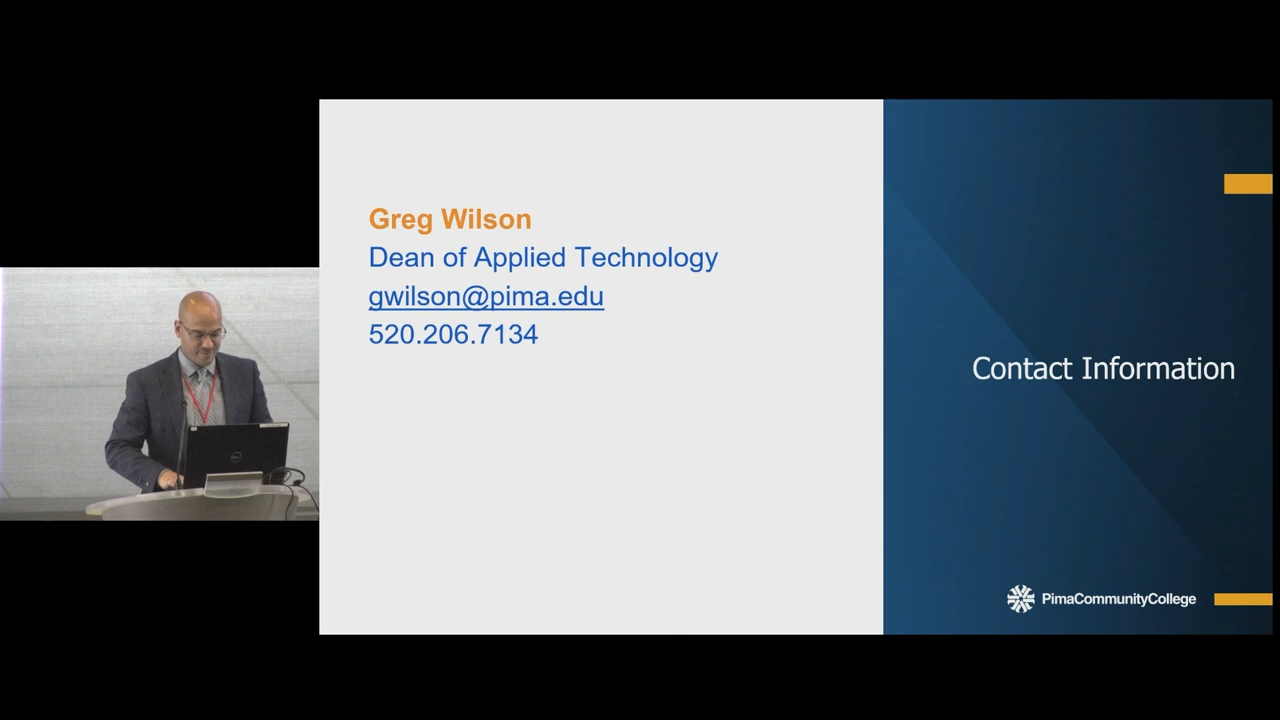 Greg Wilson
Dean of Applied Technology
gwilson@pima.edu
520.206.7134
Contact Information
PimaCommunityCollege